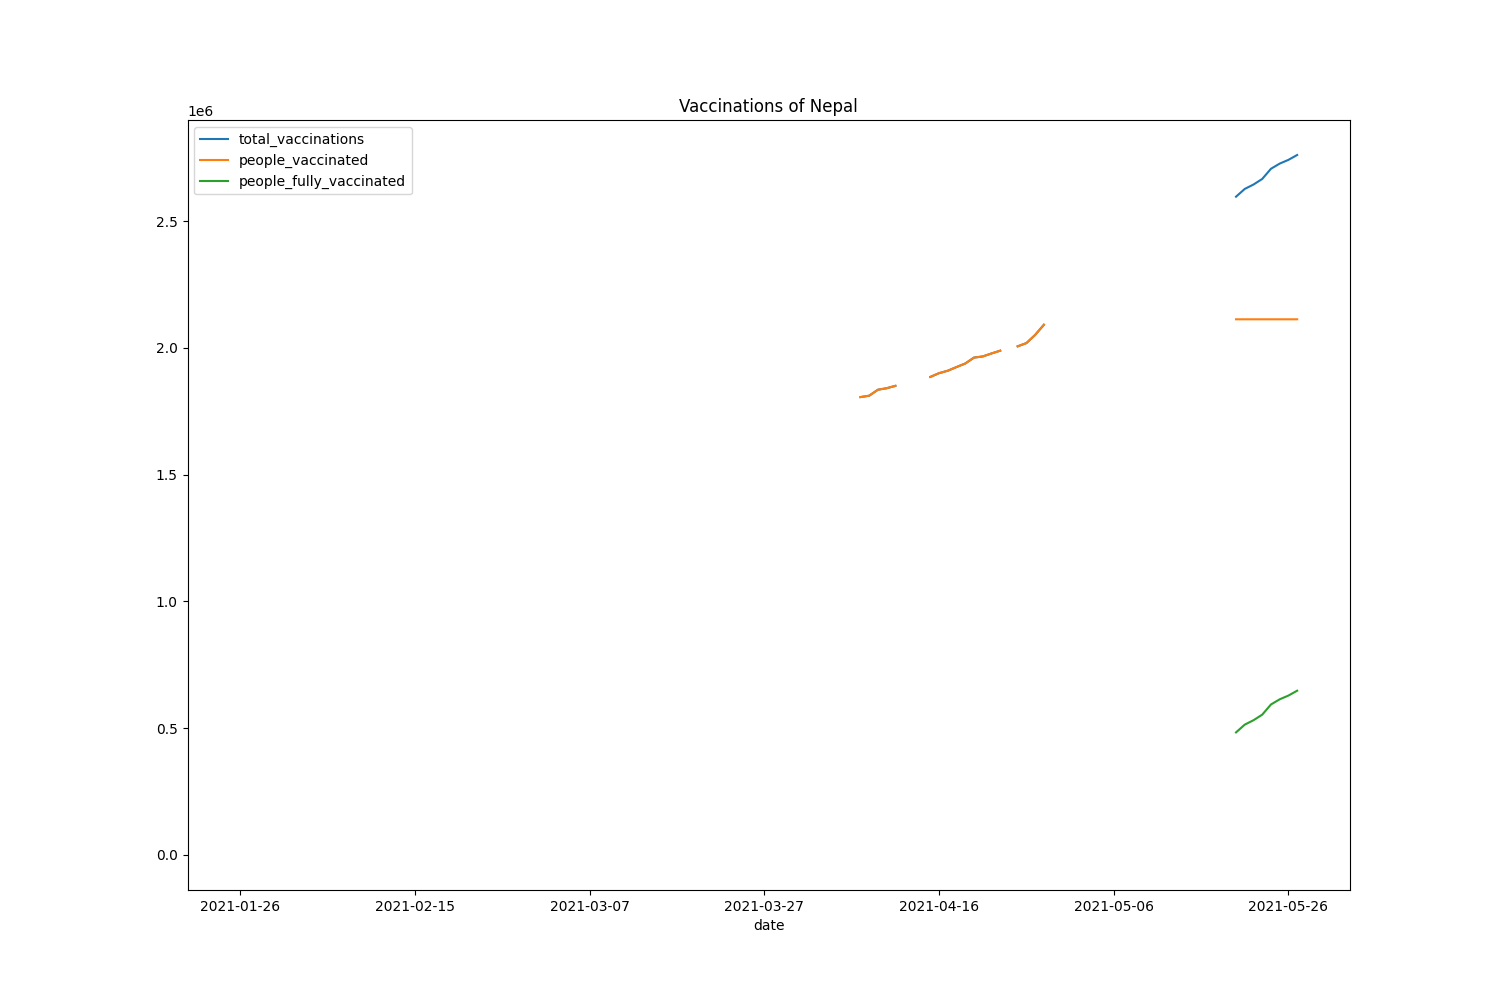 Vaccinations of Nepal
1e6
total_vaccinations
people_vaccinated
people_fully_vaccinated
2.5
2.0
1.5
1.0
0.5
0.0
2021-01-26 2021-02-15 2021-03-07 2021-03-27 2021-04-16 2021-05-06 2021-05-26
date